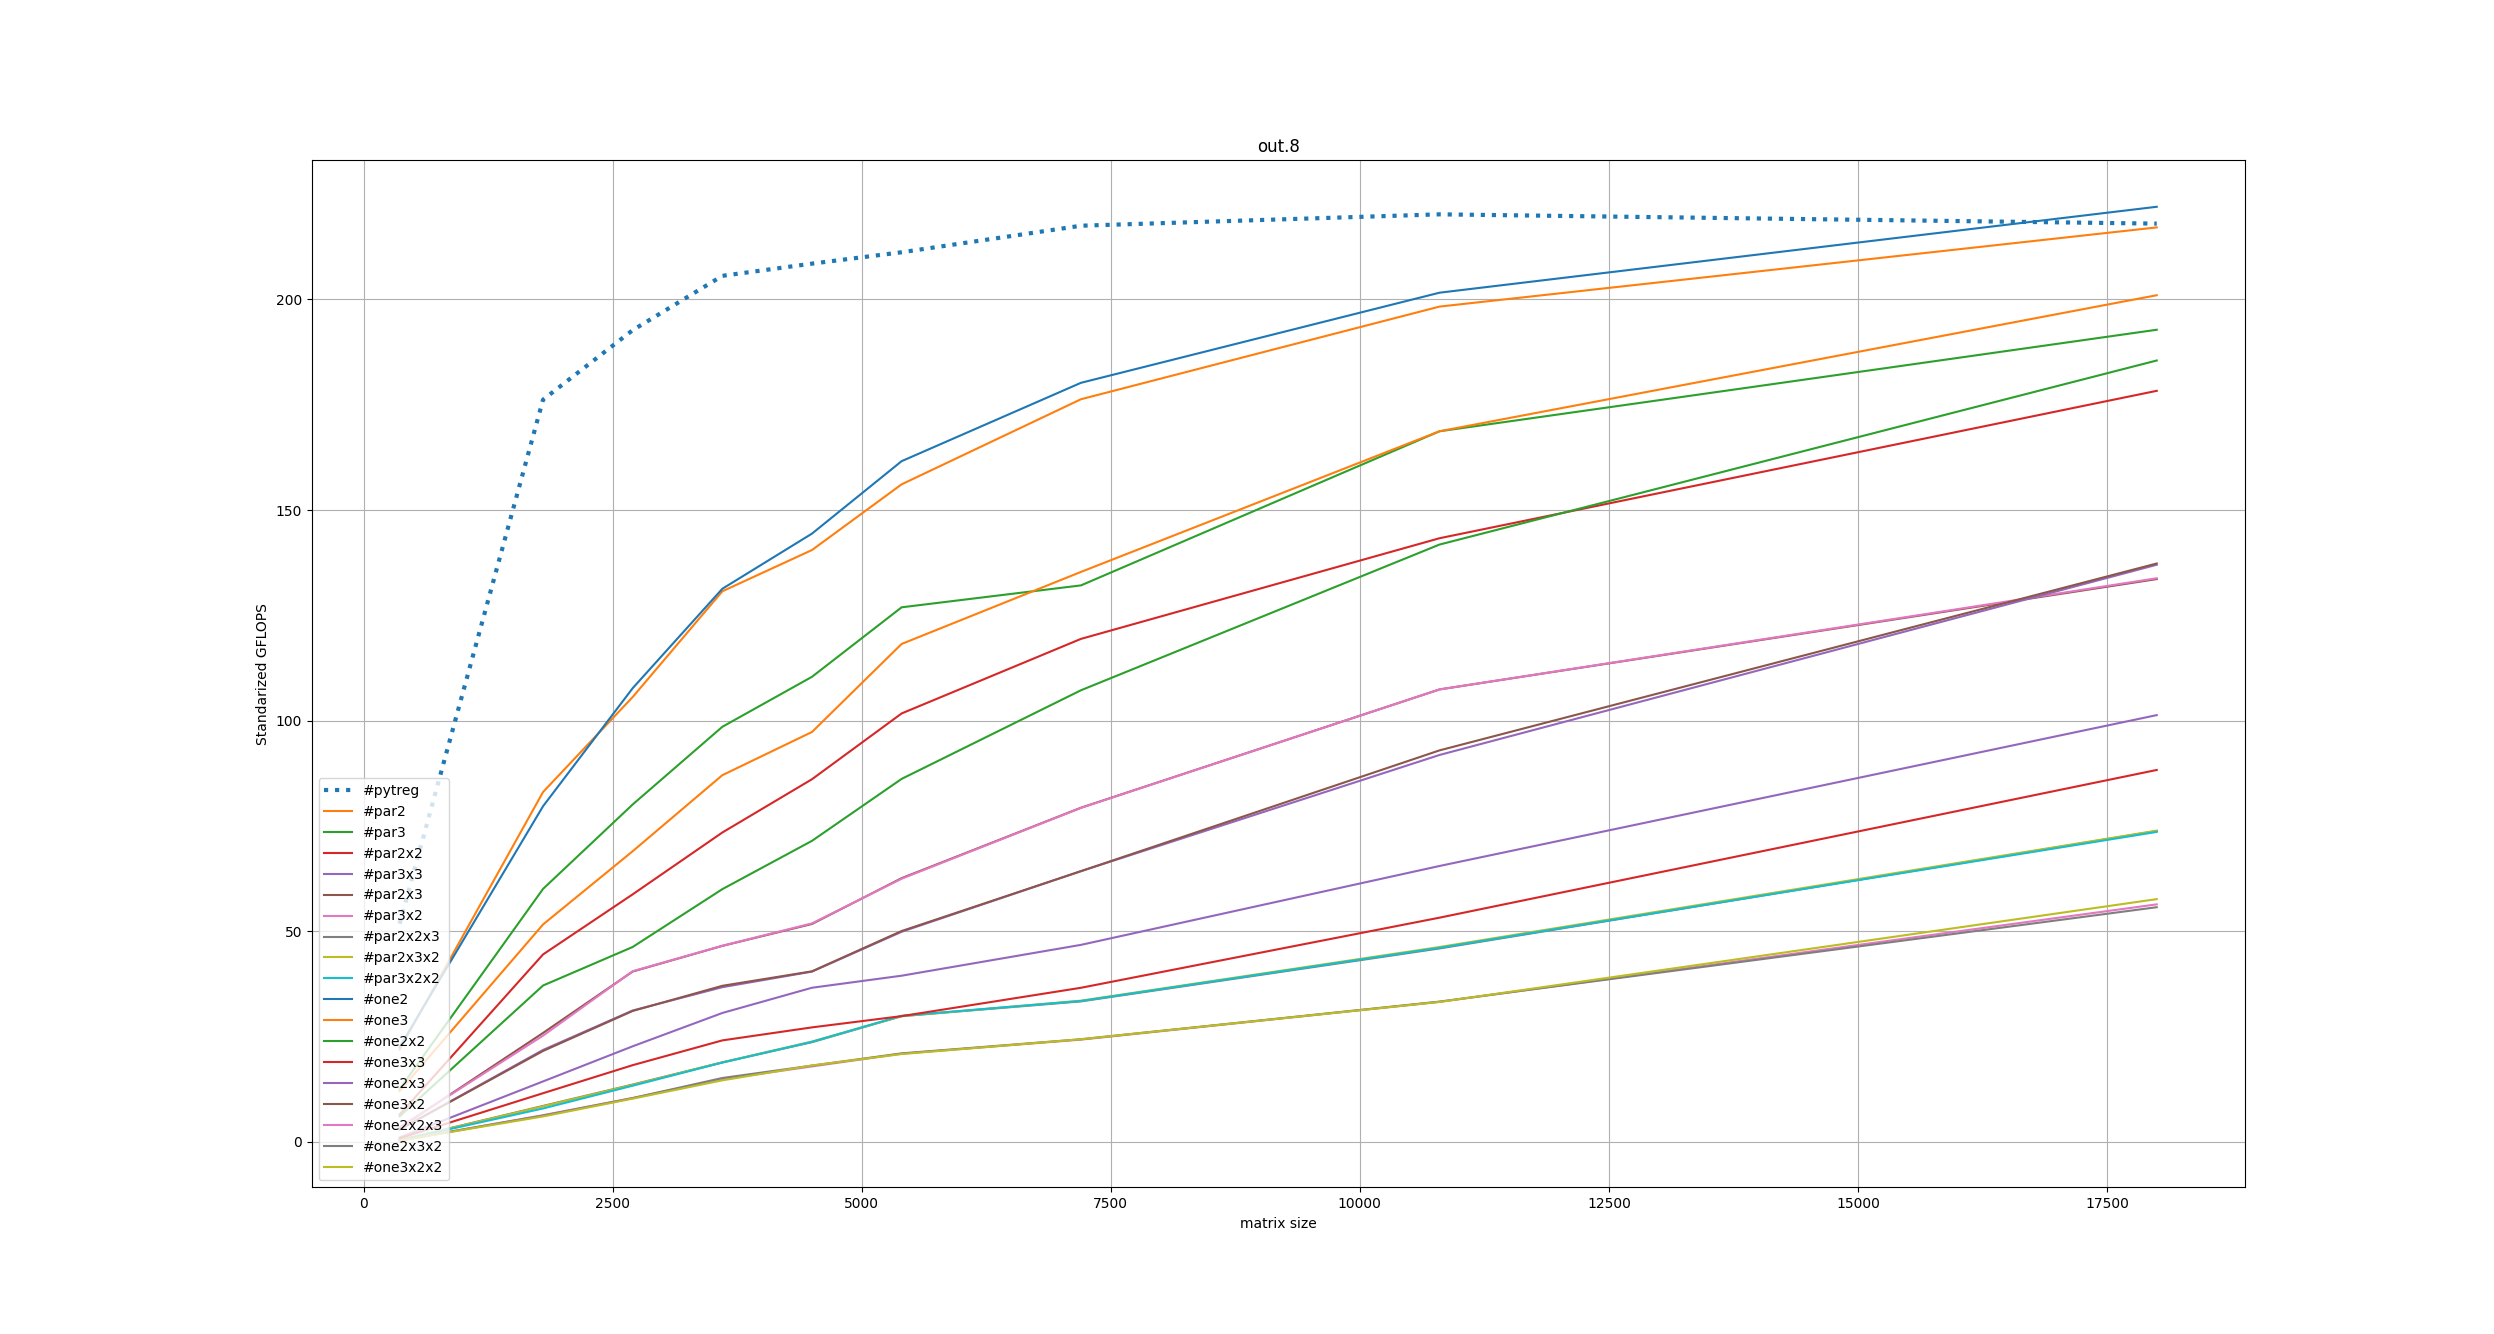 out.8
Standarized GFLOPS
200
150
100
50
0
#pytreg
#par2
#par3
#par2x2
#par3x3
#par2x3
#par3x2
#par2x2x3
#par2x3x2
#par3x2x2
#one2
#one3
#one2x2
#one3x3
#one2x3
#one3x2
#one2x2x3
#one2x3x2
#one3x2x2
0 2500 5000 7500 10000 12500 15000 17500
matrix size